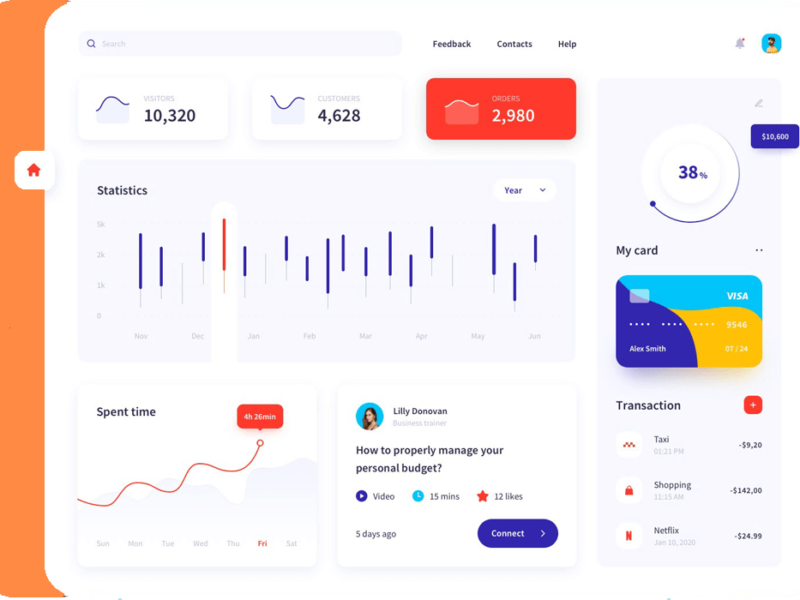 Search
Feedback
Contacts
Help
VISITORS
10,320
CUSTOMERS
4,628
ORDERS
2,980
$10,600
38 %
Statistics
Year
5k
2k
1k
0
Nov
Dec
Jan
Feb
Mar
Apr
May
Jun
My card
VISA
9946
Alex Smith
07 / 24
Spent time
4h 26min
Sun
Mon
Tue
Wed
Thu
Fri
Sat
Lilly Donovan
Business trainer
How to properly manage your
personal budget?
Video
15 mins
12 likes
5 days ago
Connect
Transaction
+
Taxi
01:21 PM
-$9,20
Shopping
11:15 AM
-$142,00
Netflix
Jan 10, 2020
-$24.99
N